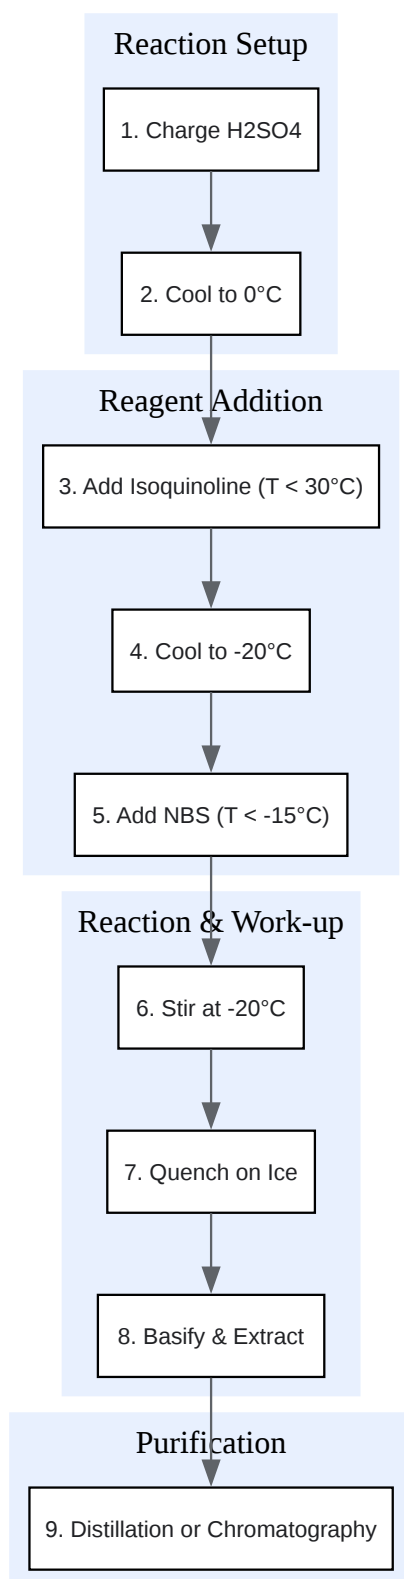 Reaction Setup
1. Charge H2SO4
2. Cool to 0°C
Reagent Addition
3. Add Isoquinoline (T < 30°C)
4. Cool to -20°C
5. Add NBS (T < -15°C)
Reaction & Work-up
6. Stir at -20°C
7. Quench on Ice
8. Basify & Extract
Purification
9. Distillation or Chromatography